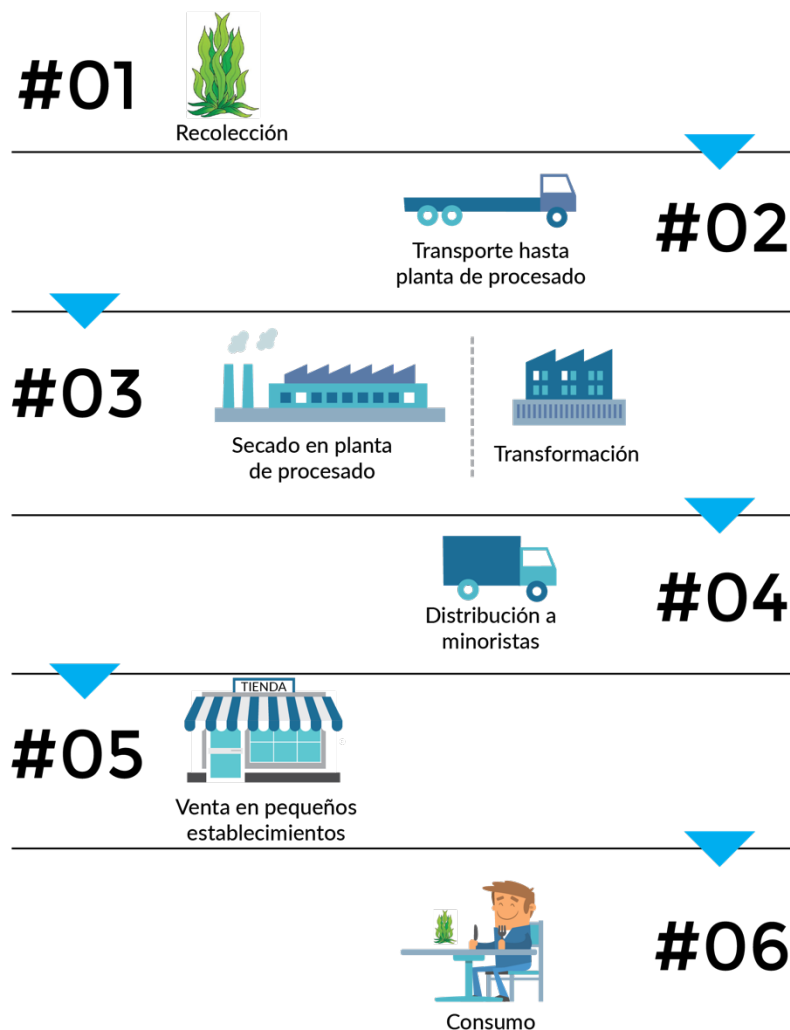 #01
Recolección
#02
Transporte hasta
planta de procesado
#03
Secado en planta
de procesado
Transformación
#04
Distribución a
minoristas
TIENDA
#05
Venta en pequeños
establecimientos
#06
Consumo